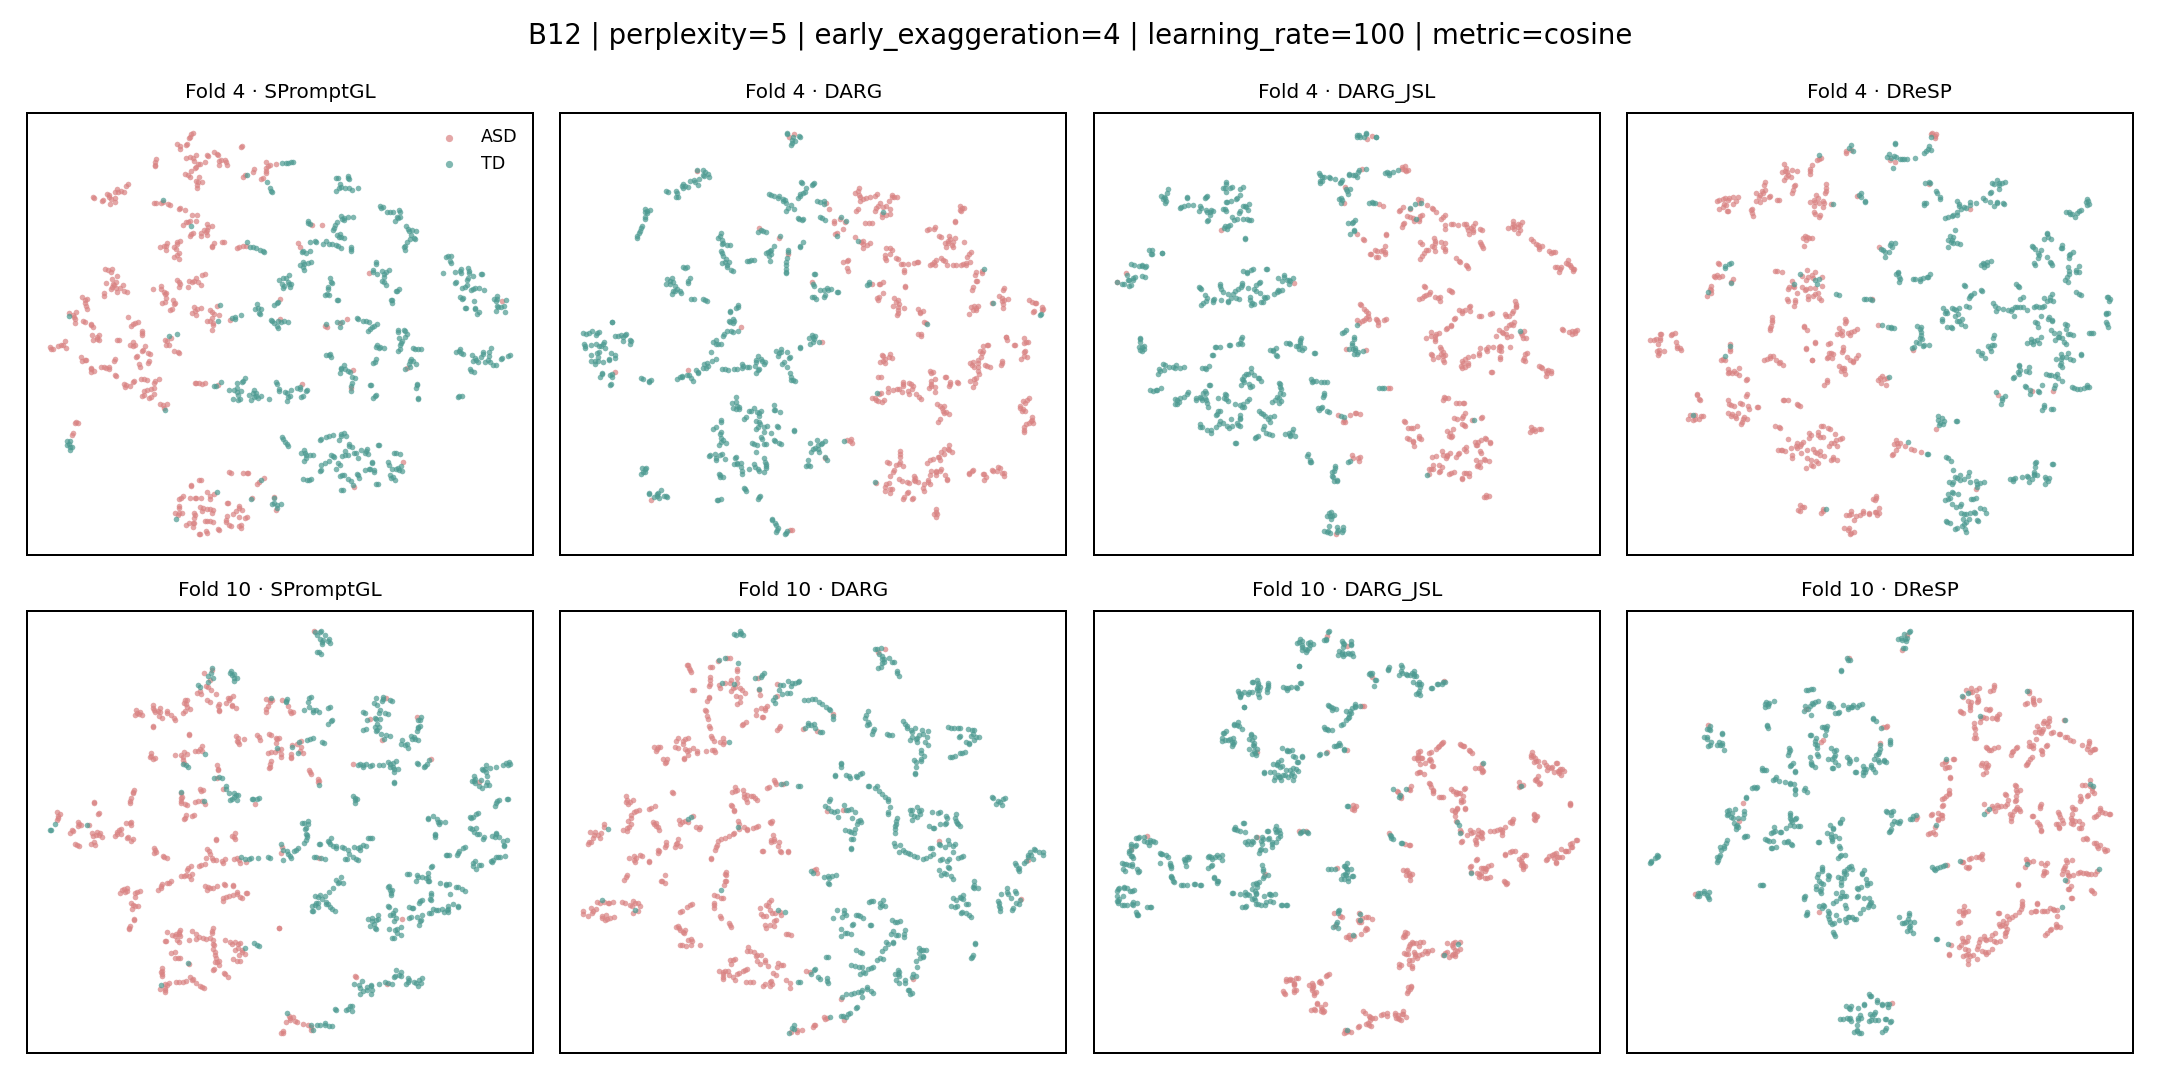 B12 | perplexity=5 | early_exaggeration=4 | learning_rate=100 | metric=cosine
Fold 4 · SPromptGL
Fold 4 · DARG
Fold 4 · DARG_JSL
Fold 4 · DReSP
ASD
TD
Fold 10 · SPromptGL
Fold 10 · DARG
Fold 10 · DARG_JSL
Fold 10 · DReSP